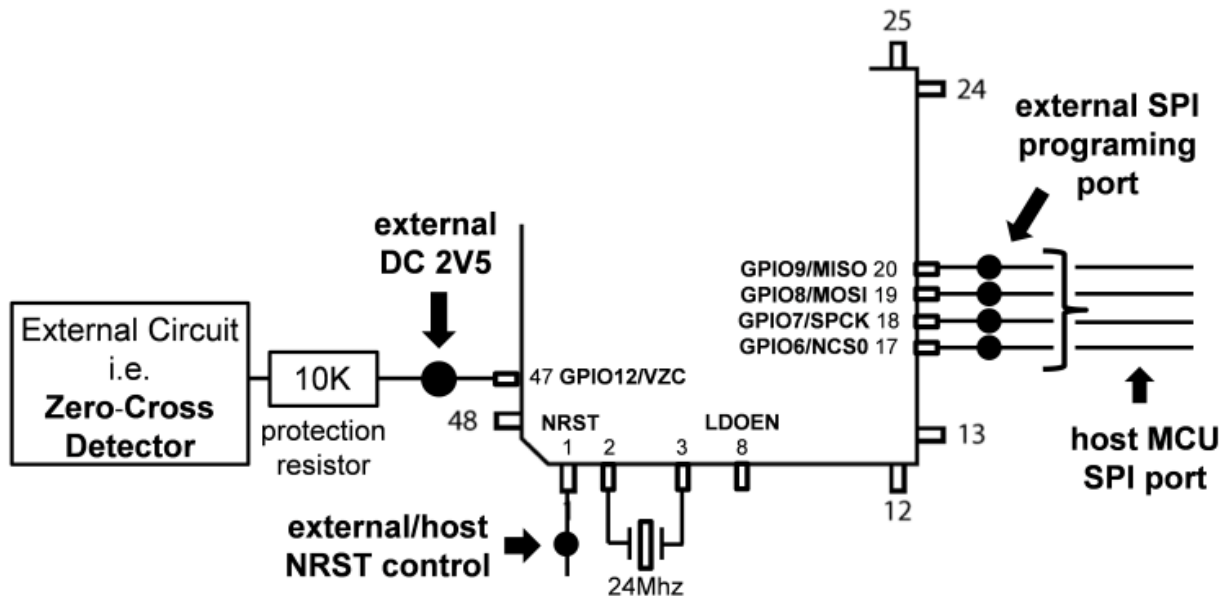 25
24
external SPI
programing
port
external
DC 2V5
GPIO9/MISO 20
GPIO8/MOSI 19
GPIO7/SPCK 18
GPIO6/NCS0 17
External Circuit
i.e.
Zero-Cross
Detector
10K
protection
resistor
47 GPIO12/VZC
48
NRST
LDOEN
1
2
3
8
13
12
1
host MCU
SPI port
external/host
NRST control
24Mhz